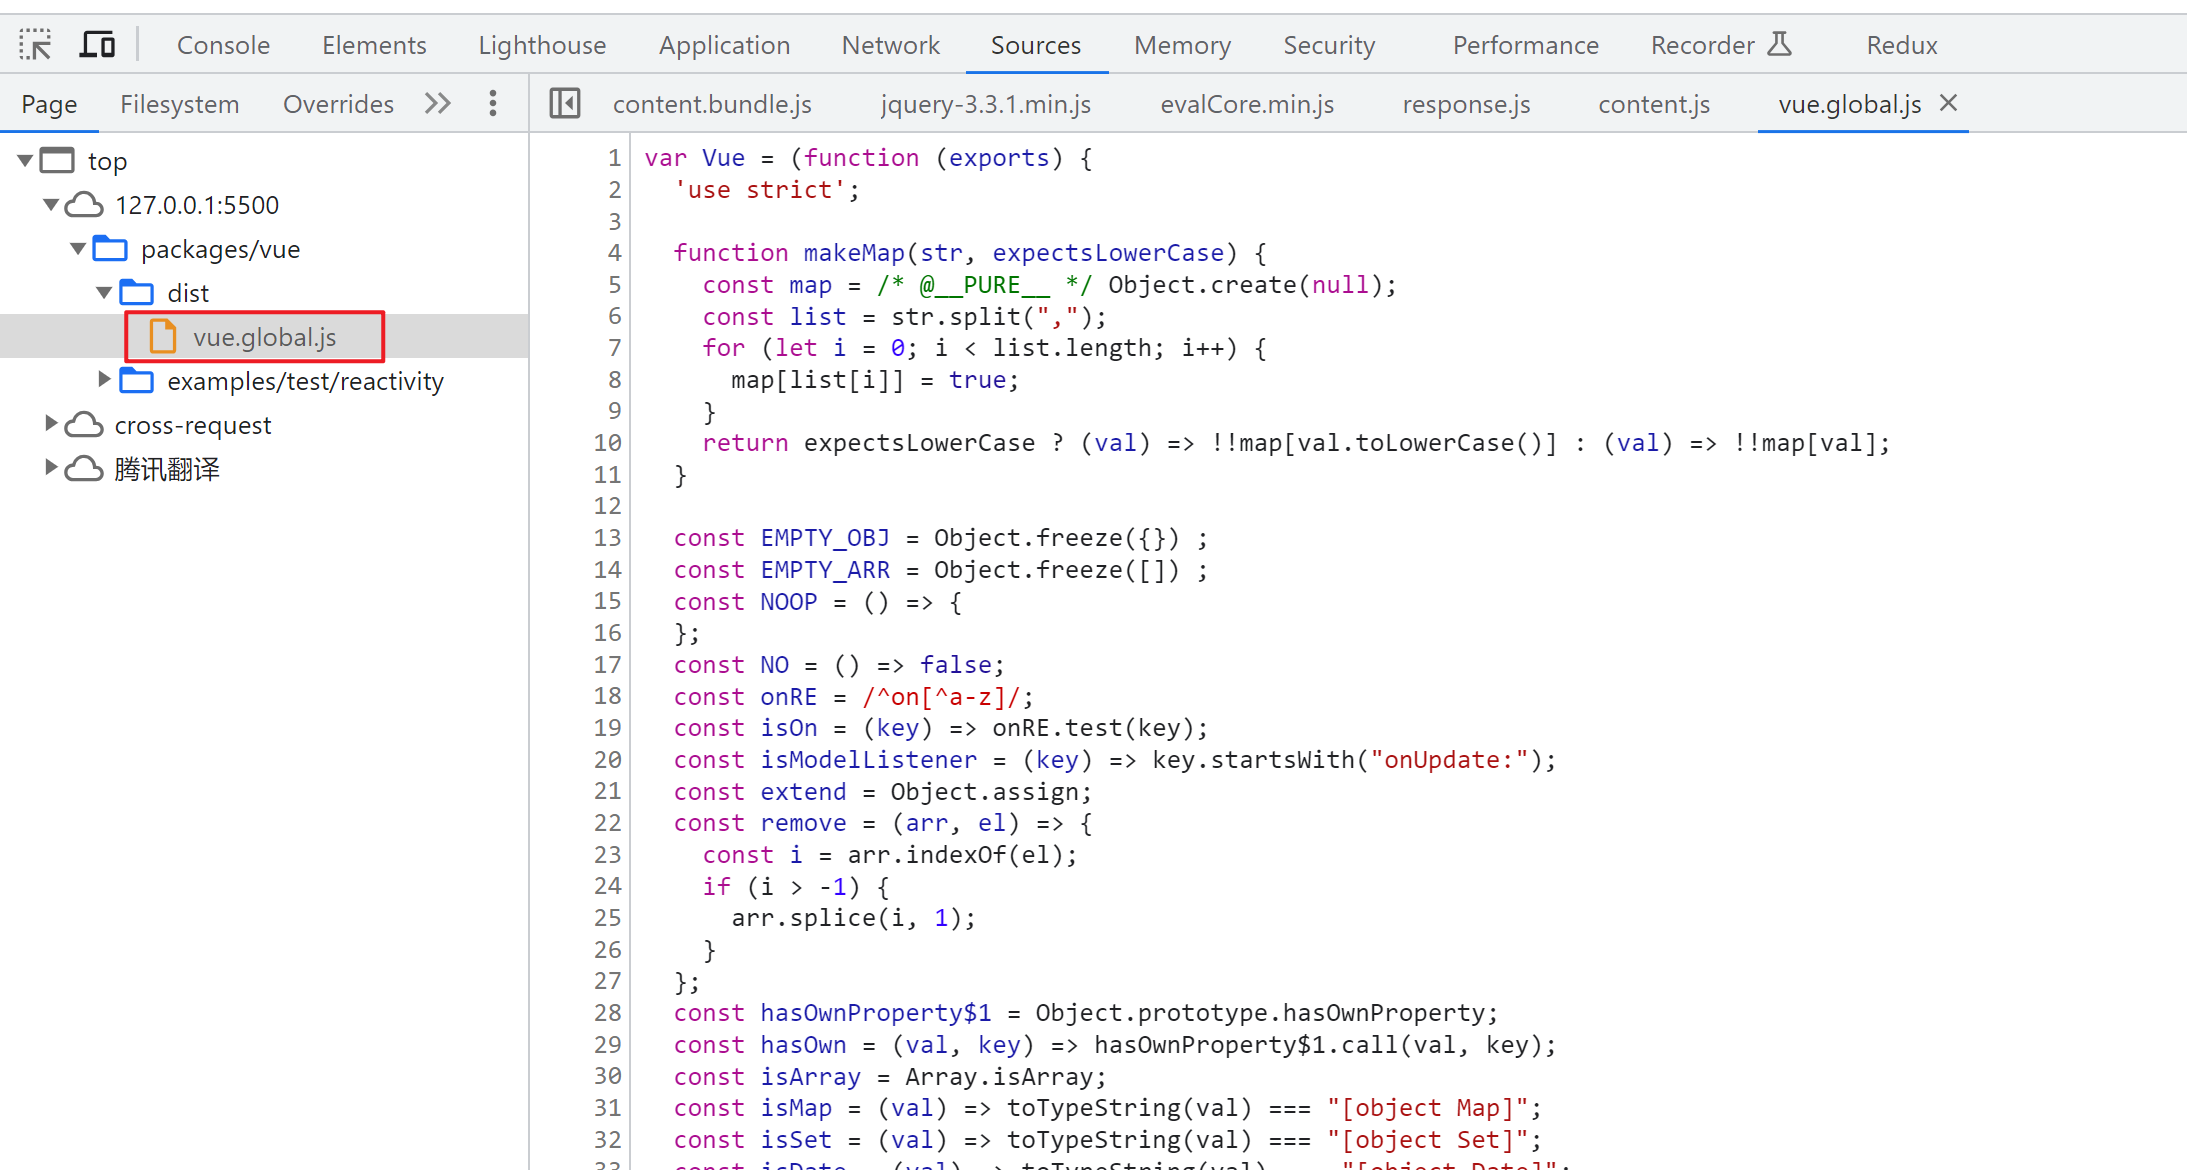 Console Elements Lighthouse Application Network Sources Memory Security Performance Recorder Redux
Page Filesystem Overrides
content.bundle.js jquery-3.3.1.min.js evalCore.min.js response.js content.js vue.global.js
top
127.0.0.1:5500
packages/vue
dist
vue.global.js
examples/test/reactivity
cross-request
腾讯翻译
1 var Vue = (function (exports) {
2   'use strict';
3
4   function makeMap(str, expectsLowerCase) {
5     const map = /* @__PURE__ */ Object.create(null);
6     const list = str.split(",");
7     for (let i = 0; i < list.length; i++) {
8       map[list[i]] = true;
9     }
10     return expectsLowerCase ? (val) => !!map[val.toLowerCase()] : (val) => !!map[val];
11   }
12
13   const EMPTY_OBJ = Object.freeze({}) ;
14   const EMPTY_ARR = Object.freeze([]) ;
15   const NOOP = () => {
16   };
17   const NO = () => false;
18   const onRE = /^on[^a-z]/;
19   const isOn = (key) => onRE.test(key);
20   const isModelListener = (key) => key.startsWith("onUpdate:");
21   const extend = Object.assign;
22   const remove = (arr, el) => {
23     const i = arr.indexOf(el);
24     if (i > -1) {
25       arr.splice(i, 1);
26     }
27   };
28   const hasOwnProperty$1 = Object.prototype.hasOwnProperty;
29   const hasOwn = (val, key) => hasOwnProperty$1.call(val, key);
30   const isArray = Array.isArray;
31   const isMap = (val) => toTypeString(val) === "[object Map]";
32   const isSet = (val) => toTypeString(val) === "[object Set]";
33   const isDate = (val) => toTypeString(val) === "[object Date]";